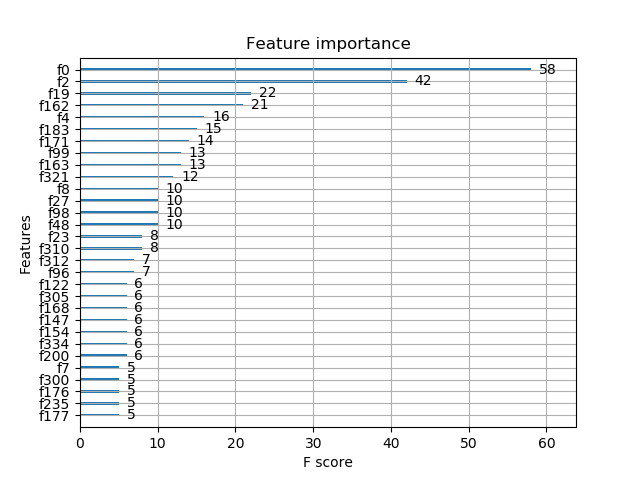 Feature importance
Features
f0 58
f2 42
f19 22
f162 21
f4 16
f183 15
f171 14
f99 13
f163 13
f321 12
f8 10
f27 10
f98 10
f48 10
f23 8
f310 8
f312 7
f96 7
f122 6
f305 6
f168 6
f147 6
f154 6
f334 6
f200 6
f7 5
f300 5
f176 5
f235 5
f177 5
0 10 20 30 40 50 60
F score